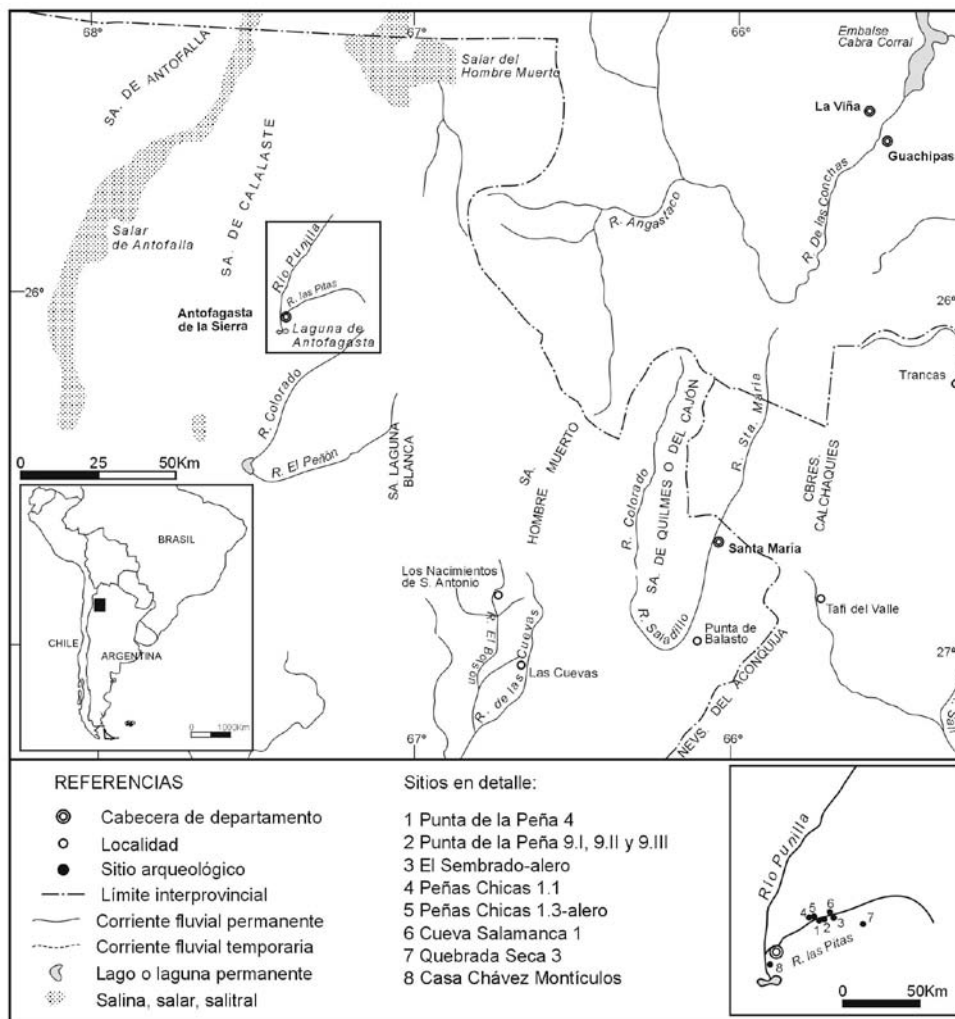 68°
67°
66°
Embalse
Cabra Corral
SA. DE ANTOFALLA
Salar del
Hombre Muerto
La Viña
Guachipas
SA. DE CALALASTE
R. De las Conchas
R. Angastaco
Salar
de Antofalla
Río Punilla
R. las Pitas
26°
26°
Antofagasta
de la Sierra
Laguna de
Antofagasta
Trancas
R. Colorado
R. El Peñón
SA. LAGUNA
BLANCA
SA.
HOMBRE MUERTO
R. Colorado
SA. DE QUILMES O DEL CAJÓN
R. Sta. María
CBRES.
CALCHAQUIES
0 25 50Km
Santa María
BRASIL
CHILE
ARGENTINA
0 1000Km
Los Nacimientos
de S. Antonio
R. El Bolsón
R. de las Cuevas
Las Cuevas
R. Saladillo
Punta de
Balasto
Tafi del Valle
NEVS. DEL ACONQUIJA
27°
67°
66°
REFERENCIAS
Cabecera de departamento
Localidad
Sitio arqueológico
Límite interprovincial
Corriente fluvial permanente
Corriente fluvial temporaria
Lago o laguna permanente
Salina, salar, salitral
Sitios en detalle:
1 Punta de la Peña 4
2 Punta de la Peña 9.I, 9.II y 9.III
3 El Sembrado-alero
4 Peñas Chicas 1.1
5 Peñas Chicas 1.3-alero
6 Cueva Salamanca 1
7 Quebrada Seca 3
8 Casa Chávez Montículos
Río Punilla
4 5 6
1 2 3
7
R. las Pitas
8
0 50Km